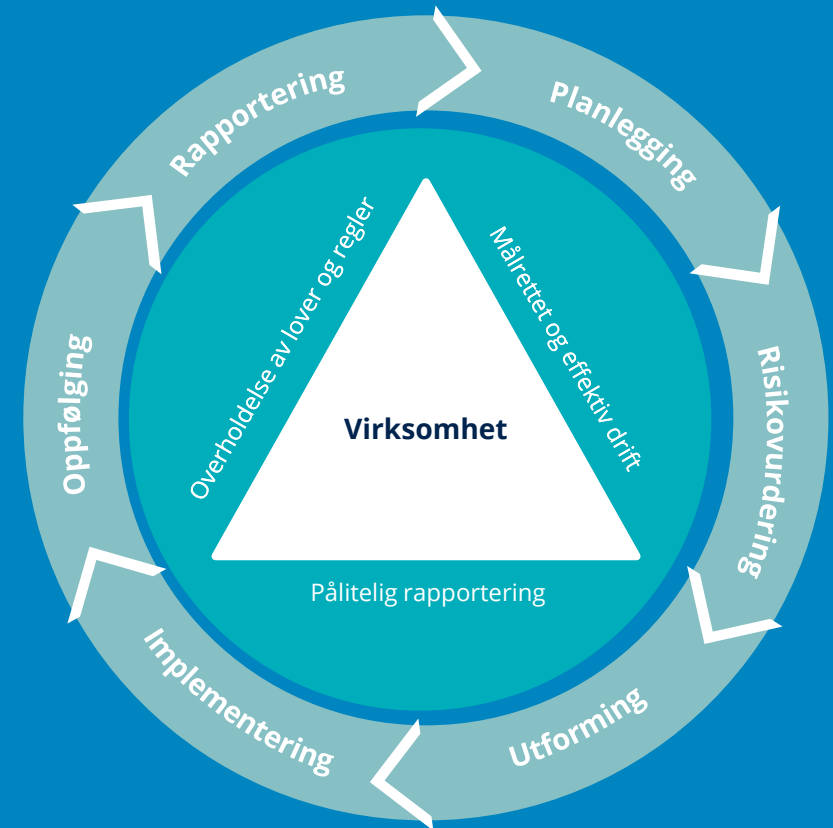 Planlegging
Risikovurdering
Utforming
Implementering
Oppfølging
Rapportering
Overholdelse av lover og regler
Målrettet og effektiv drift
Virksomhet
Pålitelig rapportering